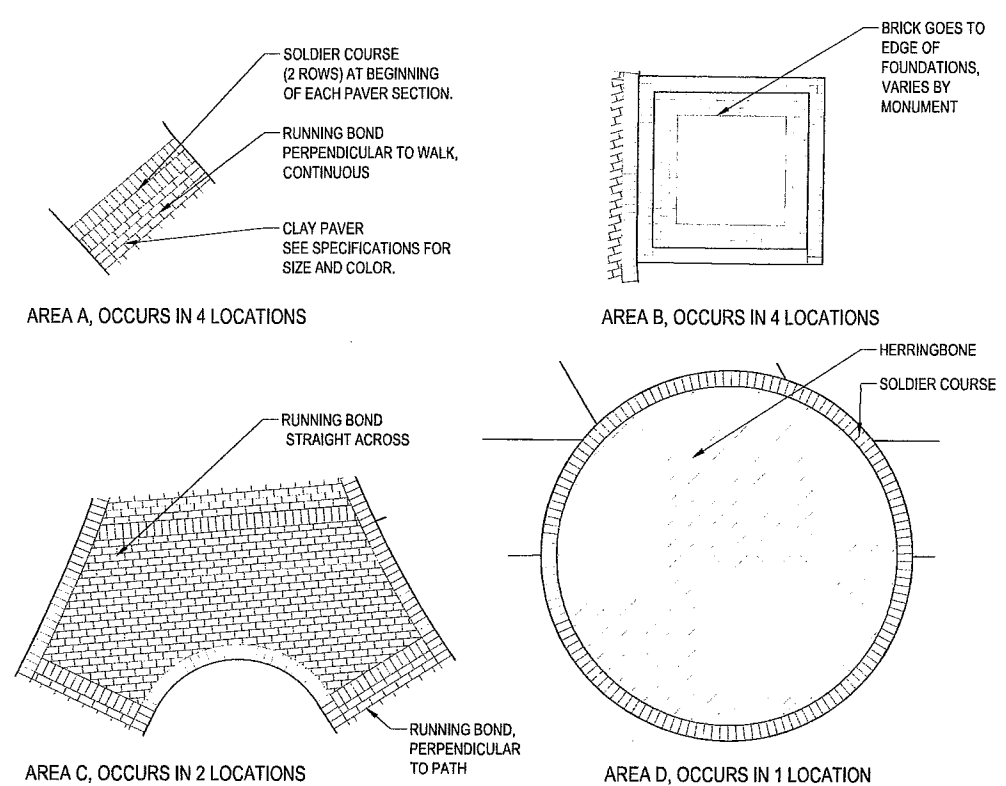 SOLDIER COURSE
(2 ROWS) AT BEGINNING
OF EACH PAVER SECTION.
RUNNING BOND
PERPENDICULAR TO WALK,
CONTINUOUS
CLAY PAVER
SEE SPECIFICATIONS FOR
SIZE AND COLOR.
AREA A, OCCURS IN 4 LOCATIONS
BRICK GOES TO
EDGE OF
FOUNDATIONS,
VARIES BY
MONUMENT
AREA B, OCCURS IN 4 LOCATIONS
RUNNING BOND
STRAIGHT ACROSS
RUNNING BOND,
PERPENDICULAR
TO PATH
AREA C, OCCURS IN 2 LOCATIONS
HERRINGBONE
SOLDIER COURSE
AREA D, OCCURS IN 1 LOCATION